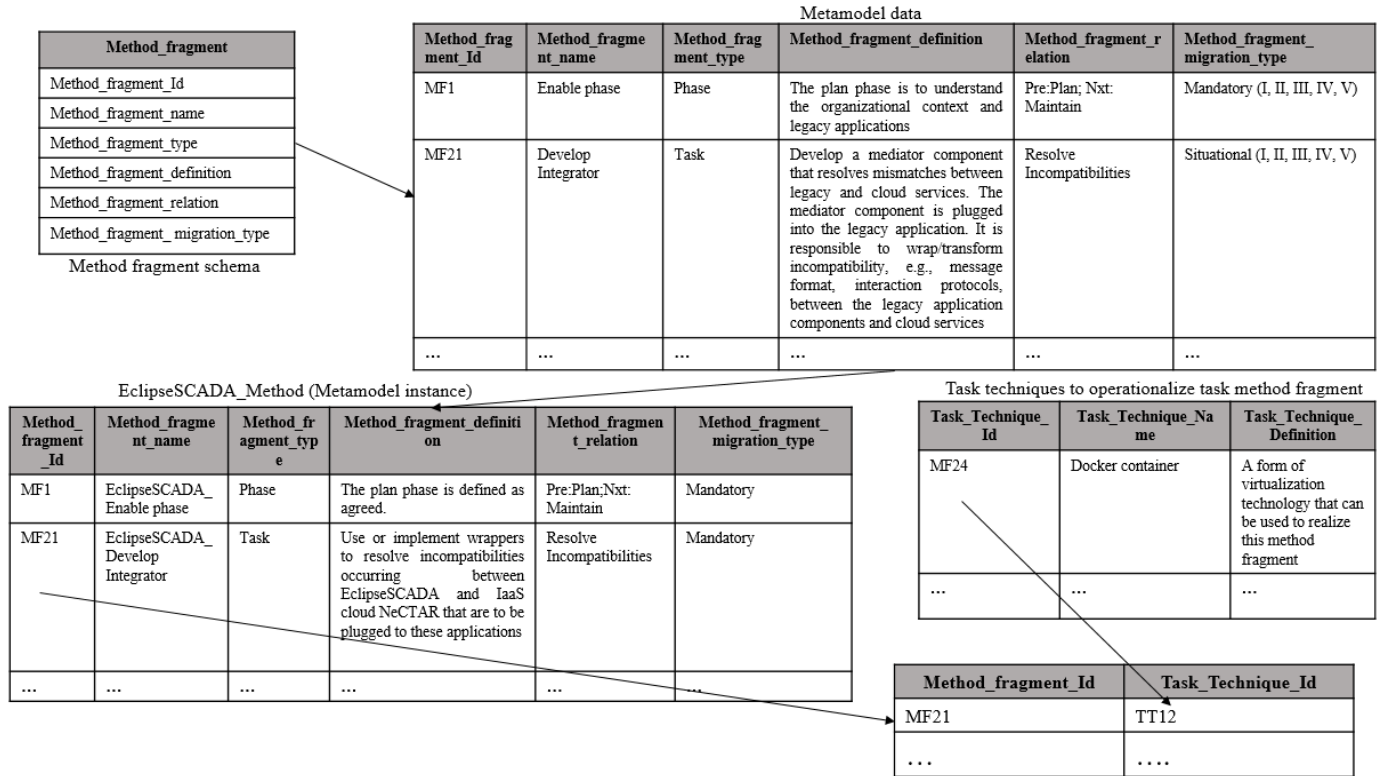 Metamodel data
Method_fragment
Method_fragment_Id
Method_fragment_name
Method_fragment_type
Method_fragment_definition
Method_fragment_relation
Method_fragment_ migration_type
Method fragment schema
Method_frag
ment_Id
Method_fragme
nt_name
Method_frag
ment_type
Method_fragment_definition
Method_fragment_r
elation
Method_fragment_
migration_type
MF1
Enable phase
Phase
The plan phase is to understand
the organizational context and
legacy applications
Pre:Plan; Nxt:
Maintain
Mandatory (I, II, III, IV, V)
MF21
Develop
Integrator
Task
Develop a mediator component
that resolves mismatches between
legacy and cloud services. The
mediator component is plugged
into the legacy application. It is
responsible to wrap/transform
incompatibility, e.g., message
format, interaction protocols,
between the legacy application
components and cloud services
Resolve
Incompatibilities
Situational (I, II, III, IV, V)
...
...
...
...
...
...
EclipseSCADA_Method (Metamodel instance)
Method_
fragment
_Id
Method_fragme
nt_name
Method_fr
agment_typ
e
Method_fragment_definiti
on
Method_fragmen
t_relation
Method_fragment_
migration_type
MF1
EclipseSCADA_
Enable phase
Phase
The plan phase is defined as
agreed.
Pre:Plan;Nxt:
Maintain
Mandatory
MF21
EclipseSCADA_
Develop
Integrator
Task
Use or implement wrappers
to resolve incompatibilities
occurring between
EclipseSCADA and IaaS
cloud NeCTAR that are to be
plugged to these applications
Resolve
Incompatibilities
Mandatory
...
...
...
...
...
...
Task techniques to operationalize task method fragment
Task_Technique_
Id
Task_Technique_Na
me
Task_Technique_
Definition
MF24
Docker container
A form of
virtualization
technology that can
be used to realize
this method
fragment
...
...
...
Method_fragment_Id
Task_Technique_Id
MF21
TT12
...
....